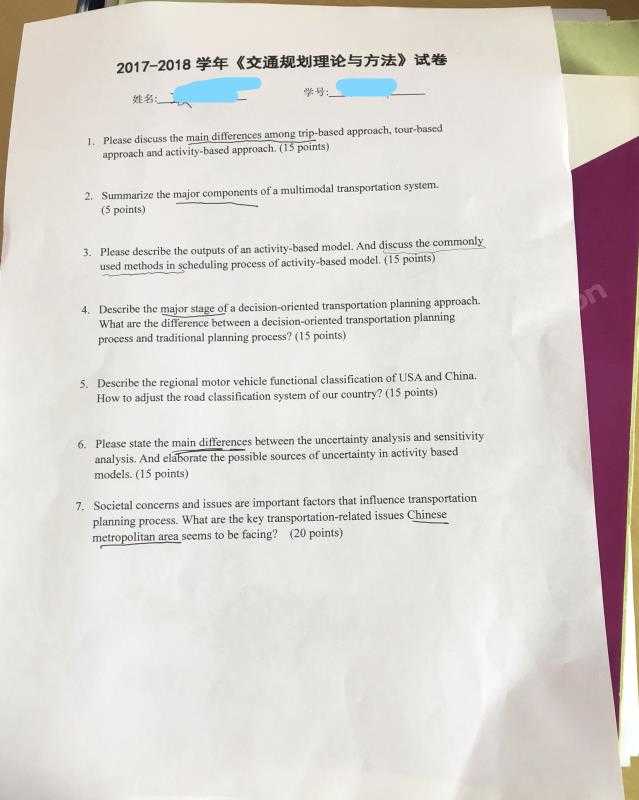 2017-2018 学年《交通规划理论与方法》试卷
姓名: 学号:
1. Please discuss the main differences among trip-based approach, tour-based
approach and activity-based approach. (15 points)
2. Summarize the major components of a multimodal transportation system.
(5 points)
3. Please describe the outputs of an activity-based model. And discuss the commonly
used methods in scheduling process of activity-based model. (15 points)
4. Describe the major stage of a decision-oriented transportation planning approach.
What are the difference between a decision-oriented transportation planning
process and traditional planning process? (15 points)
5. Describe the regional motor vehicle functional classification of USA and China.
How to adjust the road classification system of our country? (15 points)
6. Please state the main differences between the uncertainty analysis and sensitivity
analysis. And elaborate the possible sources of uncertainty in activity based
models. (15 points)
7. Societal concerns and issues are important factors that influence transportation
planning process. What are the key transportation-related issues Chinese
metropolitan area seems to be facing? (20 points)
on